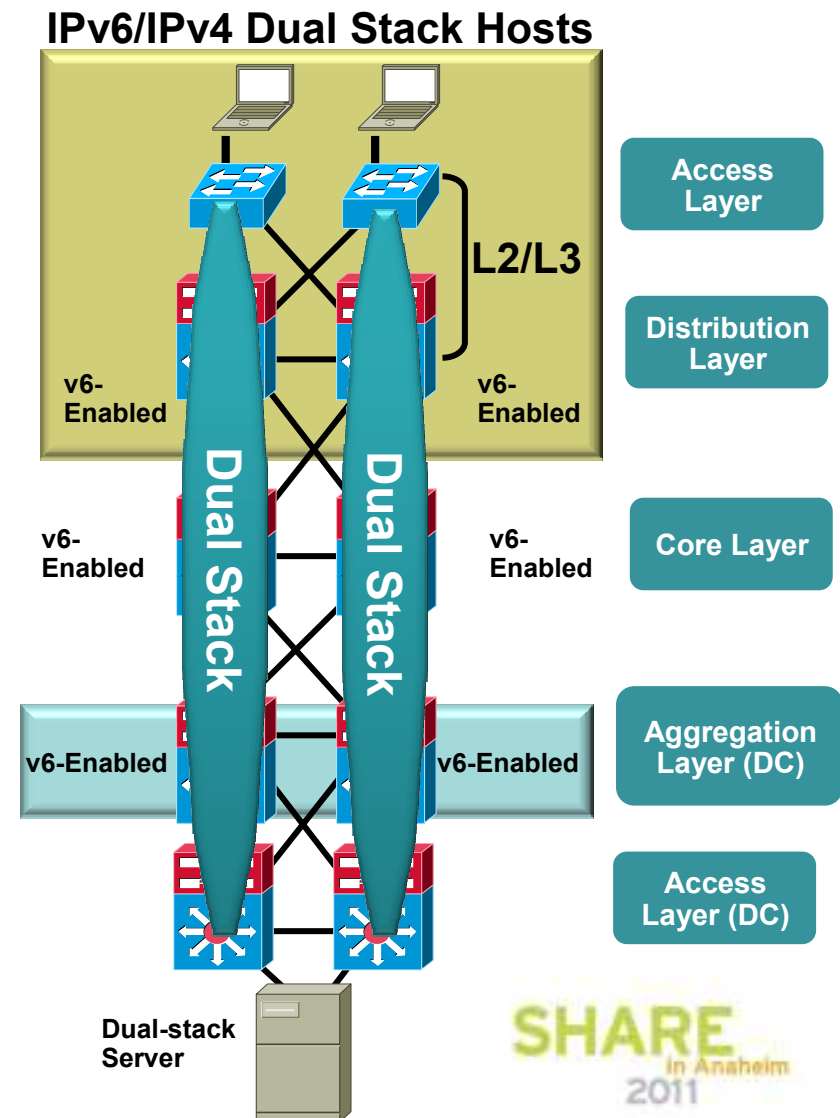 IPv6/IPv4 Dual Stack Hosts
Access
Layer
L2/L3
Distribution
Layer
v6-
Enabled
v6-
Enabled
Dual Stack
Dual Stack
v6-
Enabled
v6-
Enabled
Core Layer
v6-Enabled
v6-Enabled
Aggregation
Layer (DC)
Access
Layer (DC)
Dual-stack
Server
SHARE
in Anaheim
2011